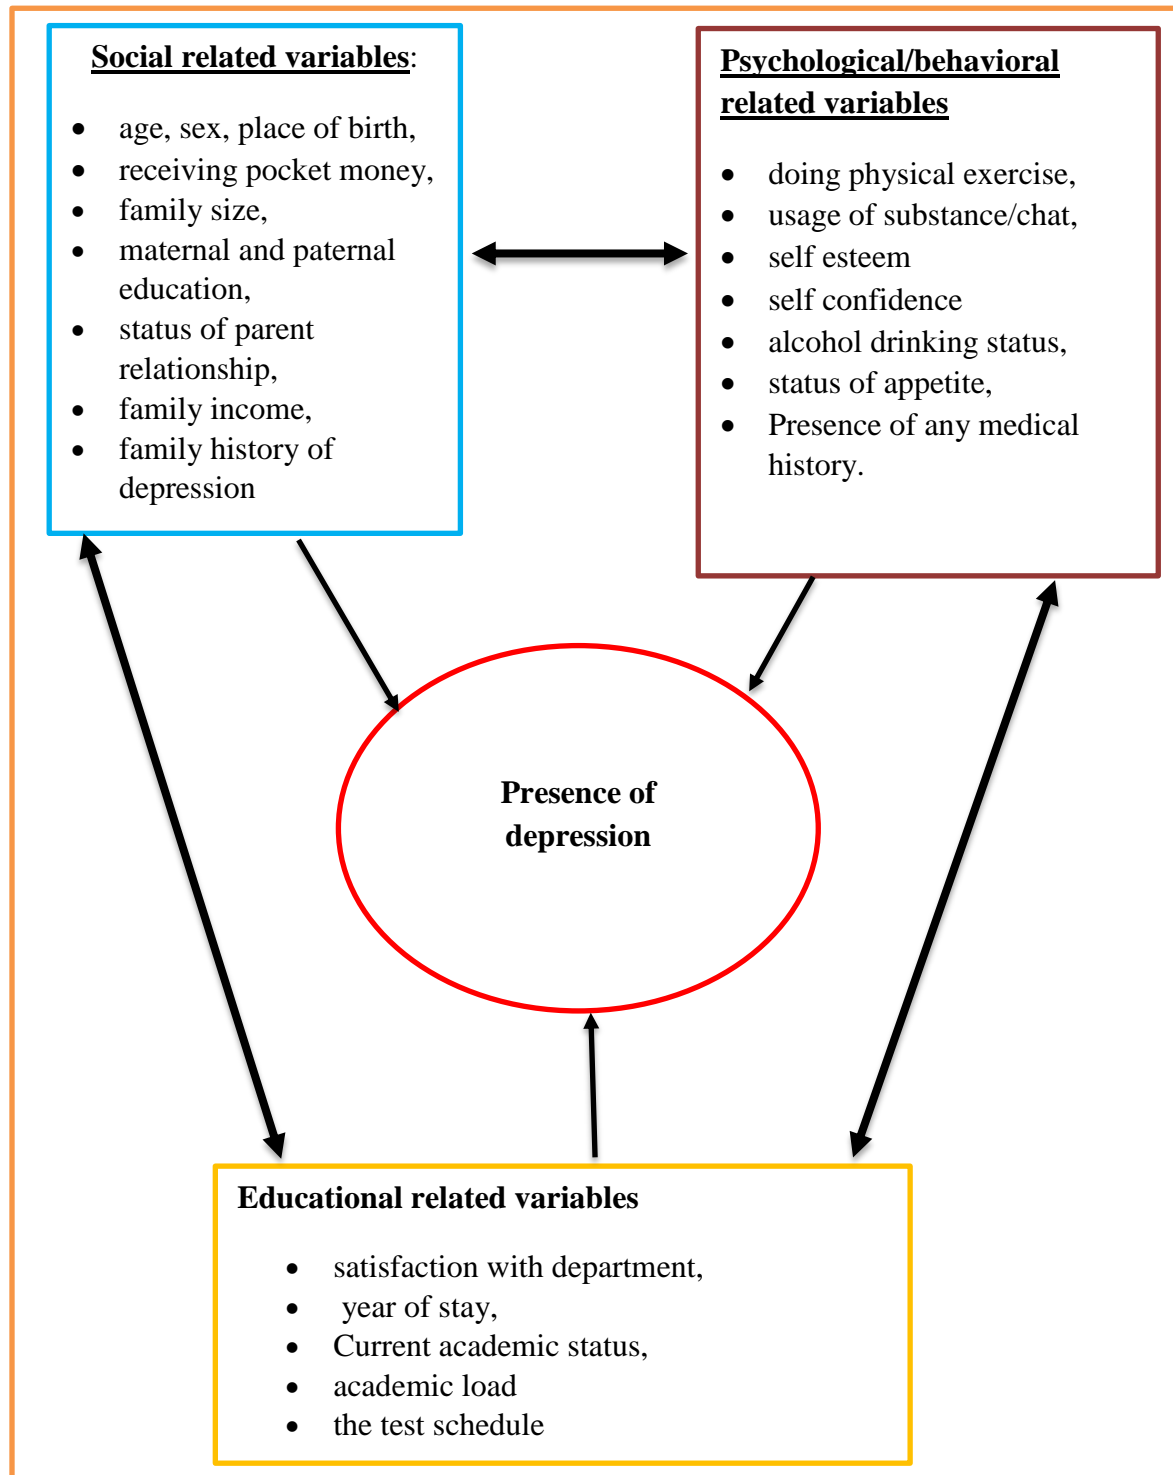 Social related variables:
• age, sex, place of birth,
• receiving pocket money,
• family size,
• maternal and paternal
education,
• status of parent
relationship,
• family income,
• family history of
depression
Psychological/behavioral
related variables
• doing physical exercise,
• usage of substance/chat,
• self esteem
• self confidence
• alcohol drinking status,
• status of appetite,
• Presence of any medical
history.
Presence of
depression
Educational related variables
• satisfaction with department,
• year of stay,
• Current academic status,
• academic load
• the test schedule